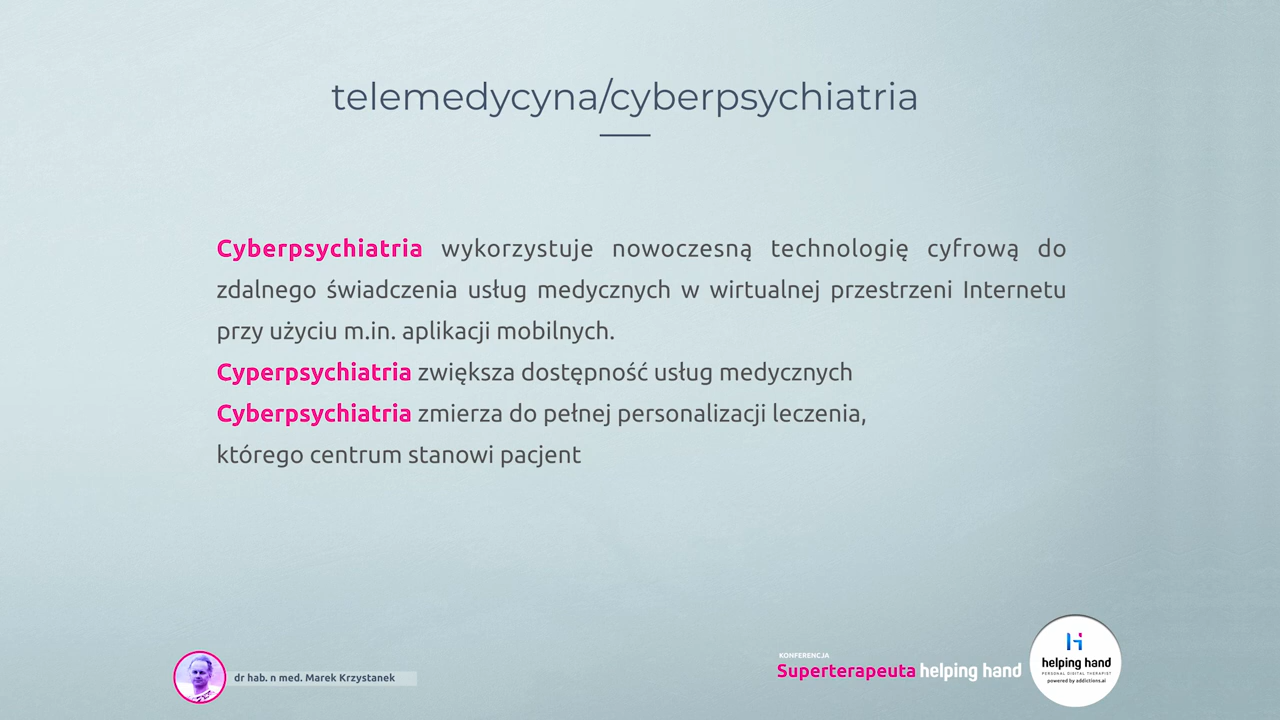 telemedycyna/cyberpsychiatria
Cyberpsychiatria wykorzystuje nowoczesną technologię cyfrową do
zdalnego świadczenia usług medycznych w wirtualnej przestrzeni Internetu
przy użyciu m.in. aplikacji mobilnych.
Cyperpsychiatria zwiększa dostępność usług medycznych
Cyberpsychiatria zmierza do pełnej personalizacji leczenia,
którego centrum stanowi pacjent
dr hab. n med. Marek Krzystanek
KONFERENCJA
Superterapeuta helping hand
helping hand
PERSONAL DIGITAL THERAPIST
powered by addictions.ai